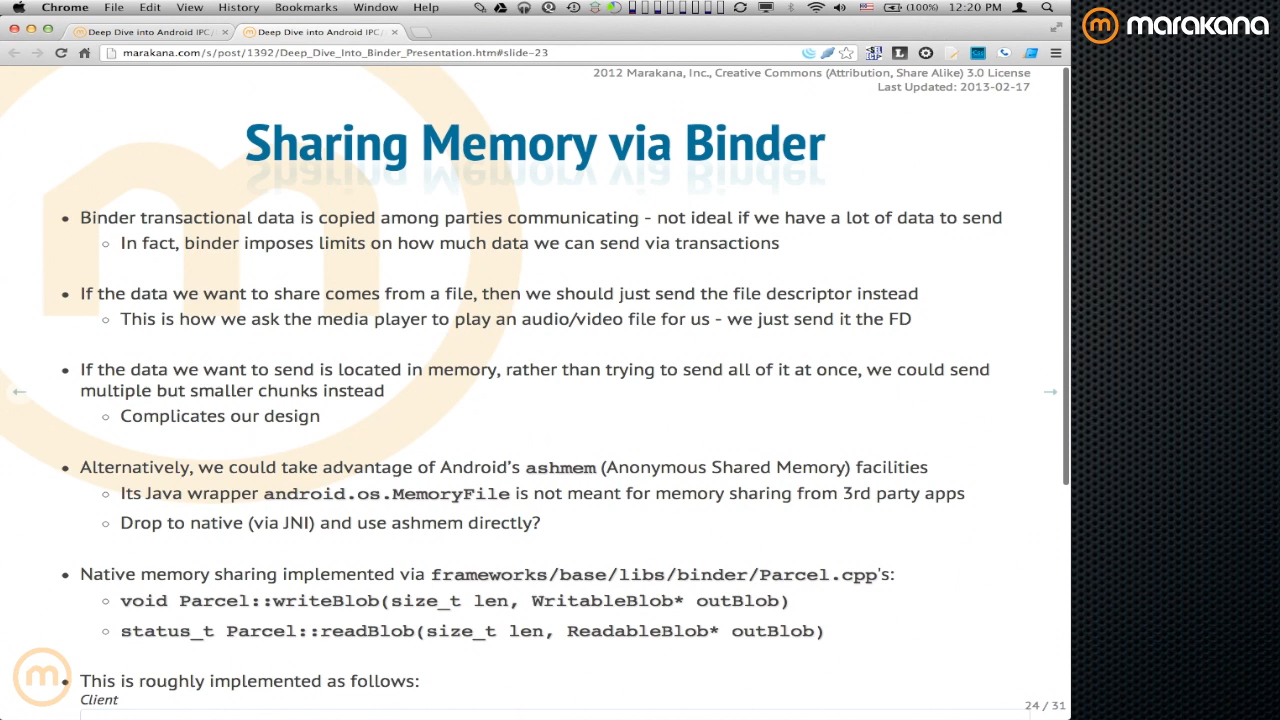 Chrome File Edit View History Bookmarks Window Help (100%) 12:20 PM
marakana
Deep Dive into Android IPC/ Deep Dive into Android IPC/
marakana.com/s/post/1392/Deep_Dive_Into_Binder_Presentation.htm#slide-23
2012 Marakana, Inc., Creative Commons (Attribution, Share Alike) 3.0 License
Last Updated: 2013-02-17
Sharing Memory via Binder
• Binder transactional data is copied among parties communicating - not ideal if we have a lot of data to send
○ In fact, binder imposes limits on how much data we can send via transactions
• If the data we want to share comes from a file, then we should just send the file descriptor instead
○ This is how we ask the media player to play an audio/video file for us - we just send it the FD
• If the data we want to send is located in memory, rather than trying to send all of it at once, we could send
multiple but smaller chunks instead
○ Complicates our design
• Alternatively, we could take advantage of Android's ashmem (Anonymous Shared Memory) facilities
○ Its Java wrapper android.os.MemoryFile is not meant for memory sharing from 3rd party apps
○ Drop to native (via JNI) and use ashmem directly?
• Native memory sharing implemented via frameworks/base/libs/binder/Parcel.cpp's:
○ void Parcel::writeBlob(size_t len, WritableBlob* outBlob)
○ status_t Parcel::readBlob(size_t len, ReadableBlob* outBlob)
• This is roughly implemented as follows:
Client
24 / 31